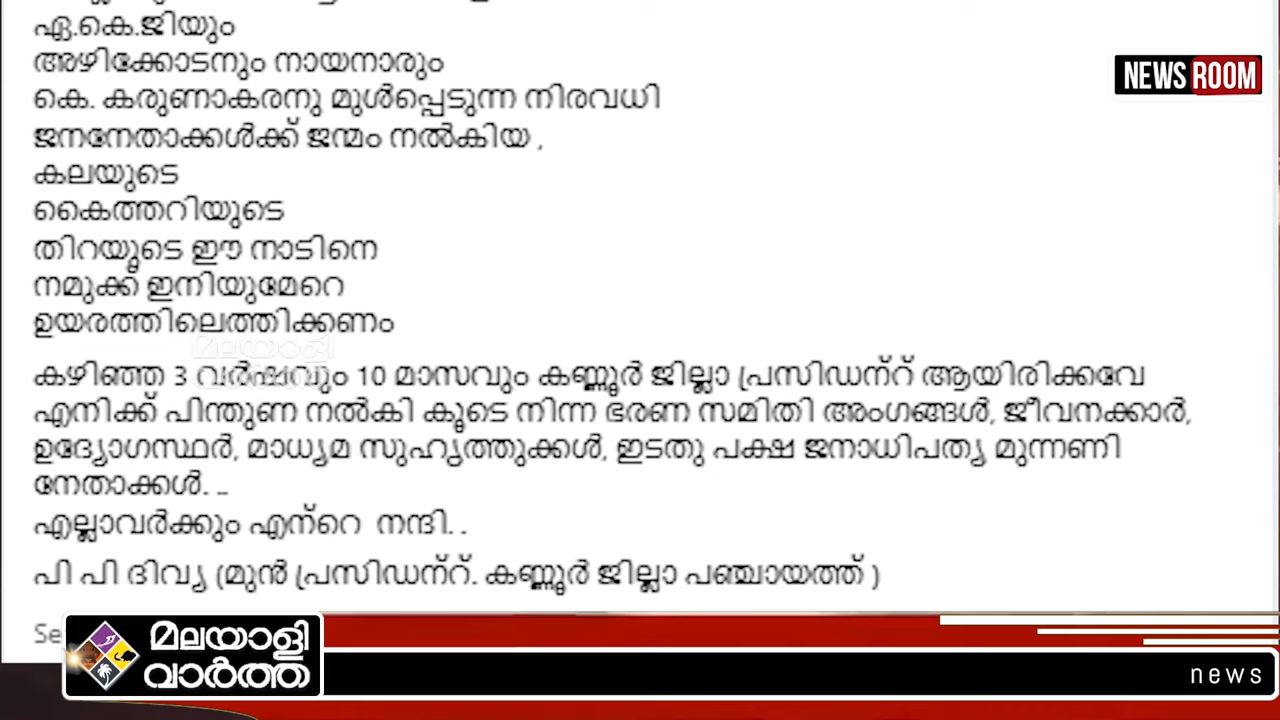 ഏ.കെ.ജിയും
അഴിക്കോടനും നായനാരും
കെ. കരുണാകരനു മുൾപ്പെടുന്ന നിരവധി
ജനനേതാക്കൾക്ക് ജന്മം നൽകിയ ,
കലയുടെ
കൈത്തറിയുടെ
തിറയുടെ ഈ നാടിനെ
നമുക്ക് ഇനിയുമേറെ
ഉയരത്തിലെത്തിക്കണം
കഴിഞ്ഞ 3 വർഷവും 10 മാസവും കണ്ണൂർ ജില്ലാ പ്രസിഡന്റ് ആയിരിക്കവേ
എനിക്ക് പിന്തുണ നൽകി കൂടെ നിന്ന ഭരണ സമിതി അംഗങ്ങൾ, ജീവനക്കാർ,
ഉദ്യോഗസ്ഥർ, മാധ്യമ സുഹൃത്തുക്കൾ, ഇടതു പക്ഷ ജനാധിപത്യ മുന്നണി
നേതാക്കൾ. ..
എല്ലാവർക്കും എന്റെ നന്ദി. .
പി പി ദിവ്യ (മുൻ പ്രസിഡന്റ്. കണ്ണൂർ ജില്ലാ പഞ്ചായത്ത് )
NEWS ROOM
മലയാളി
വാർത്ത
മലയാളി
വാർത്ത
news